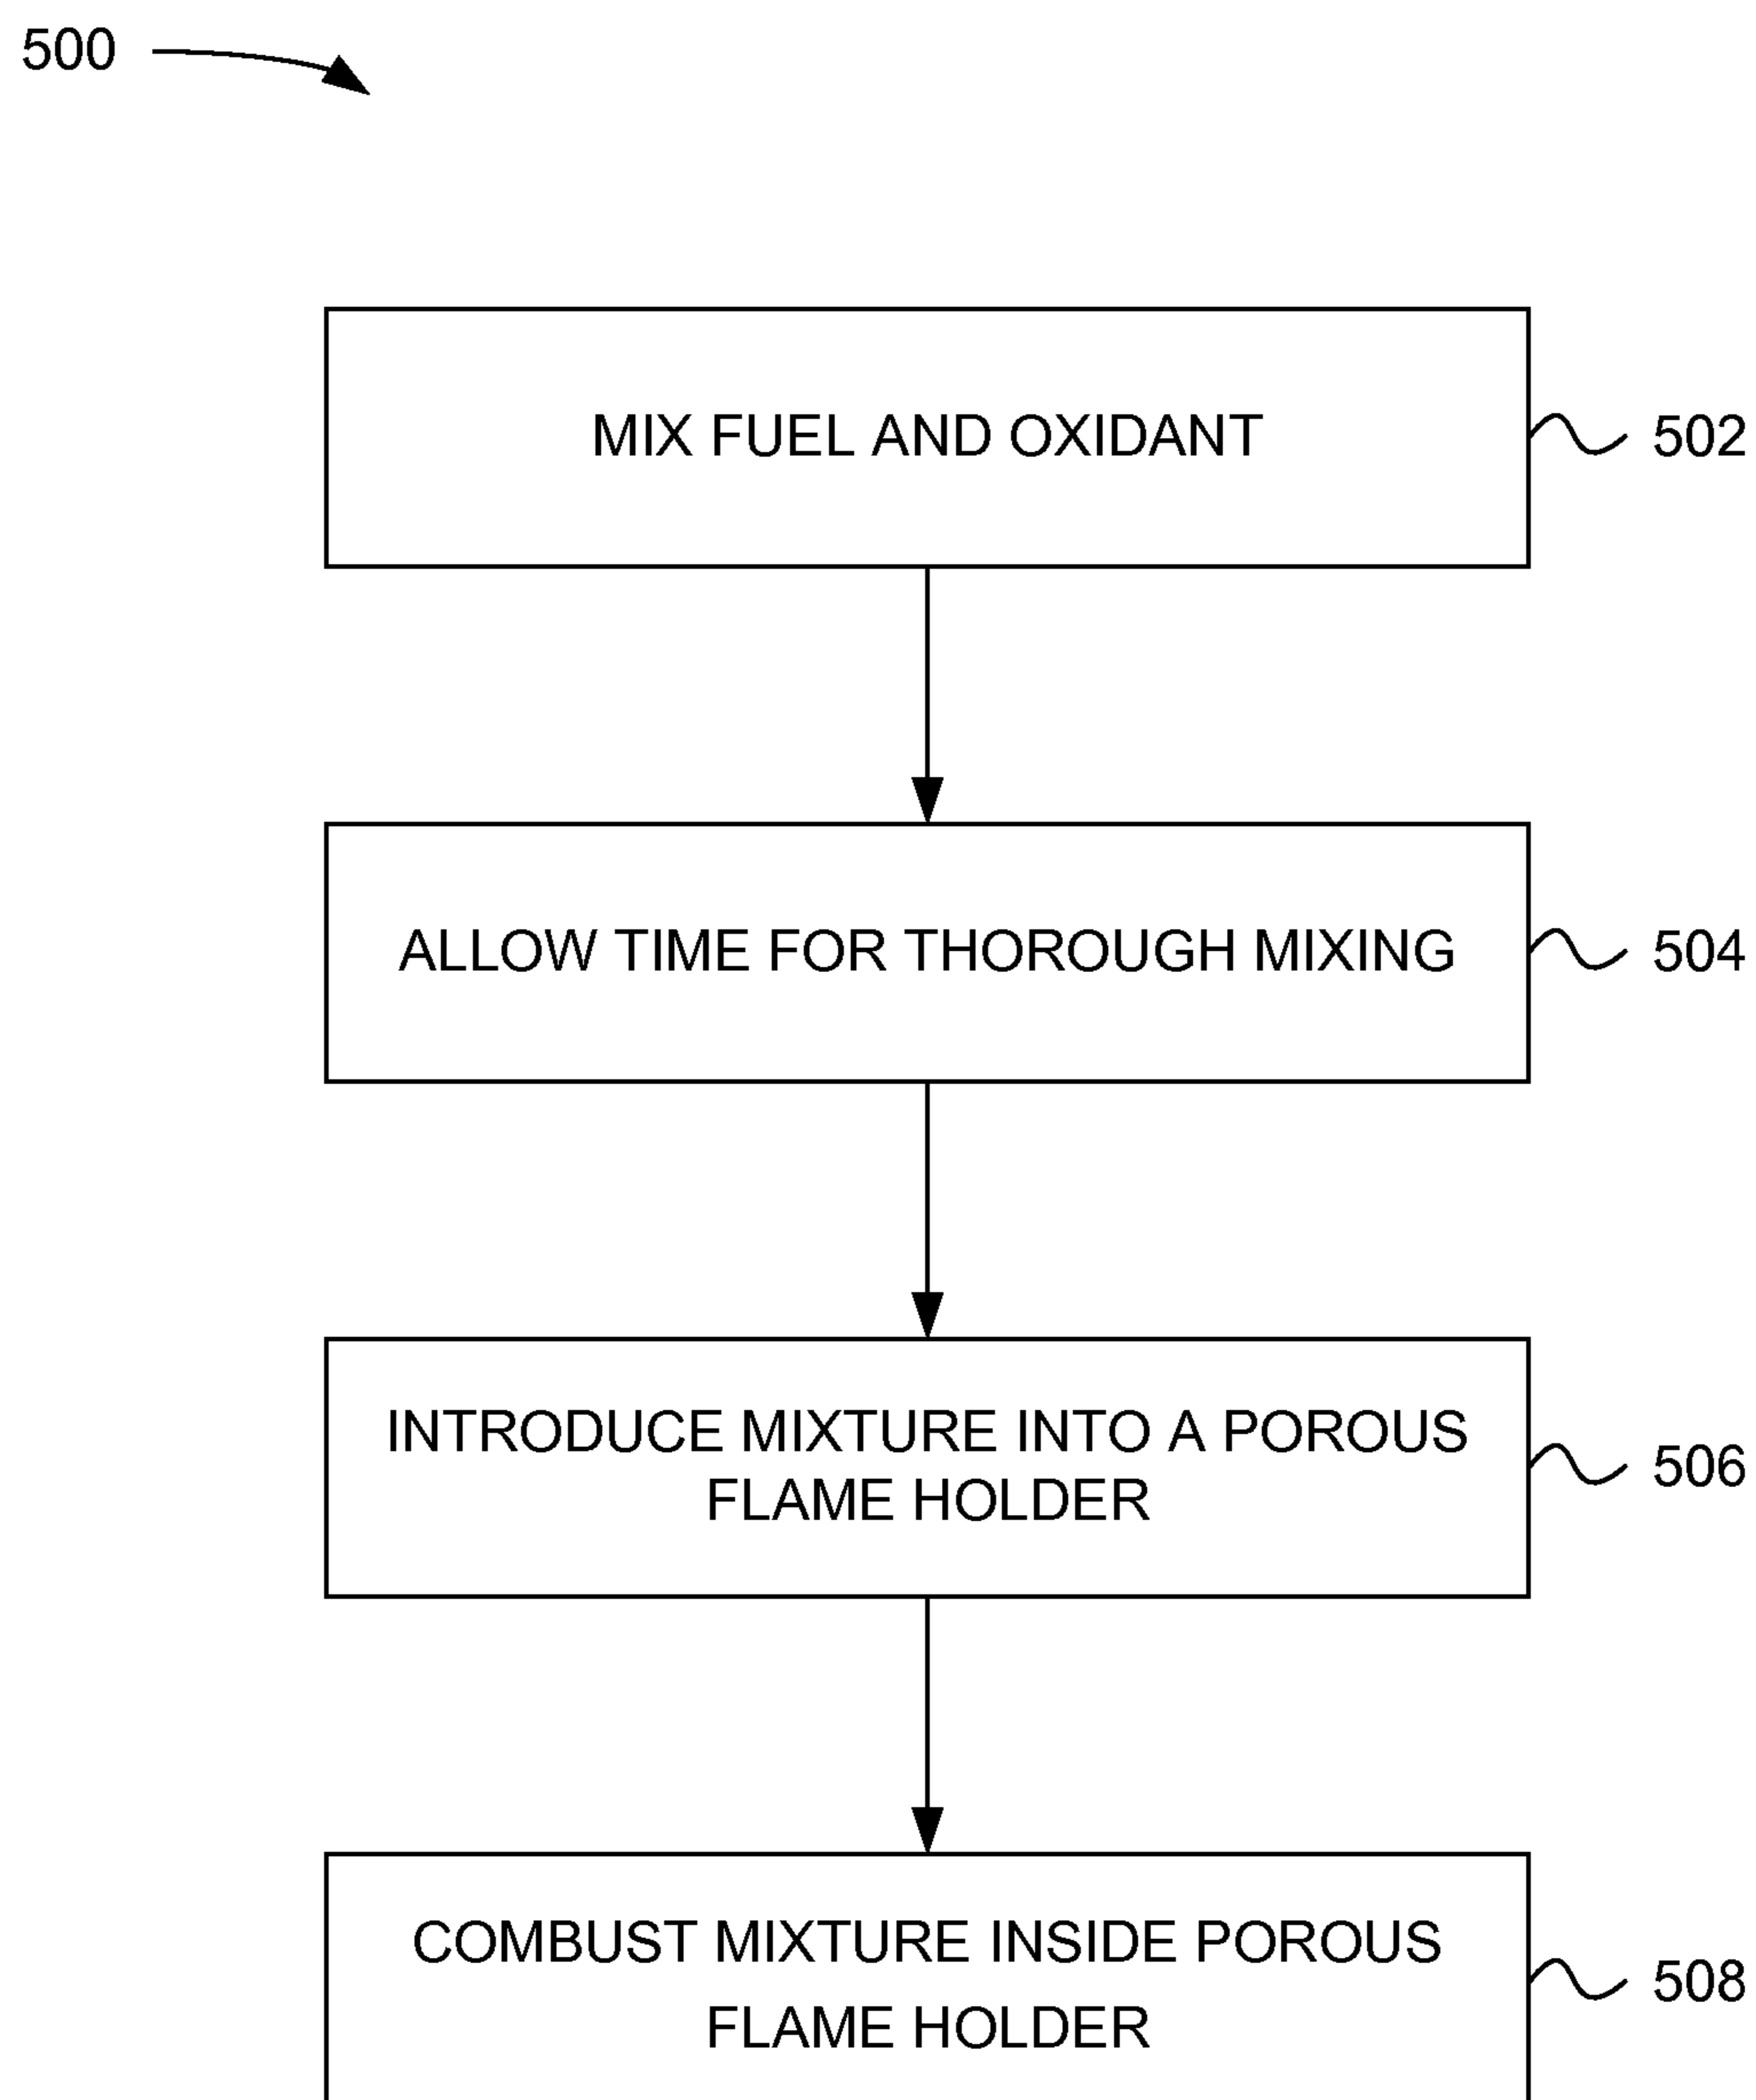 500
MIX FUEL AND OXIDANT
502
ALLOW TIME FOR THOROUGH MIXING
504
INTRODUCE MIXTURE INTO A POROUS
FLAME HOLDER
506
COMBUST MIXTURE INSIDE POROUS
FLAME HOLDER
508